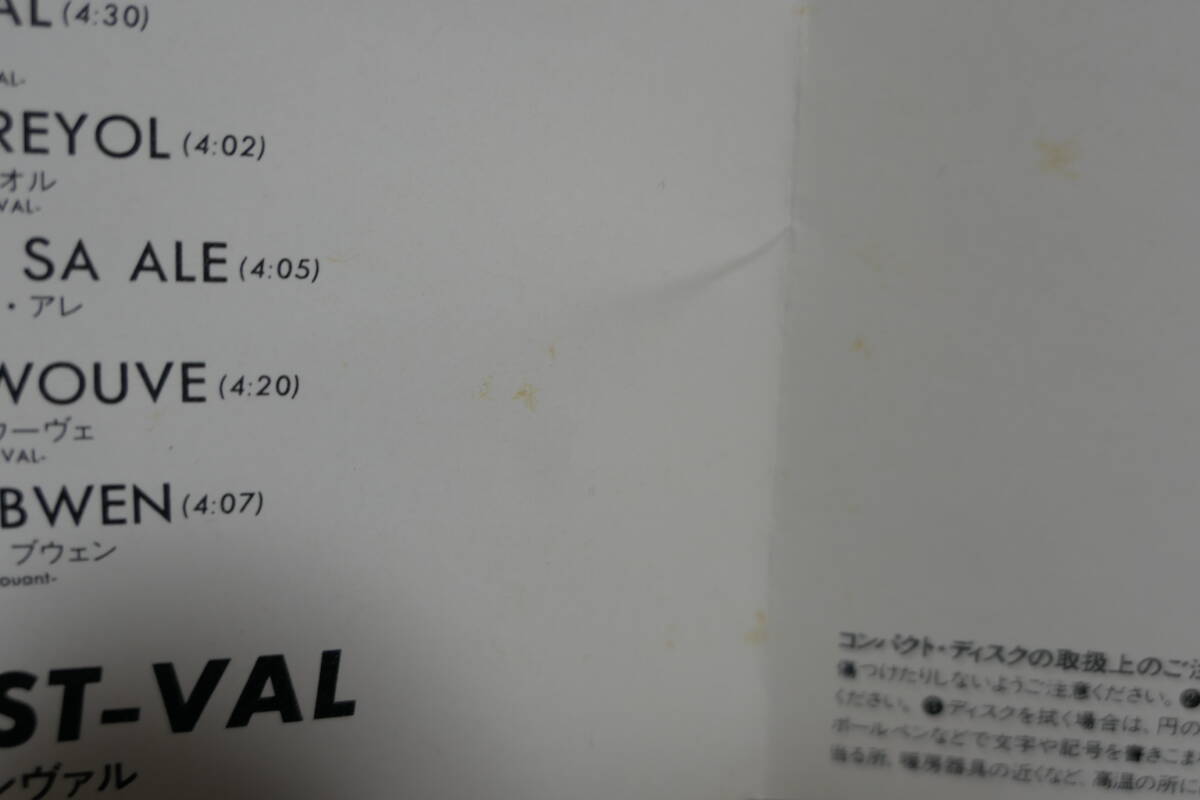 AL (4:30)
AL-
REYOL (4:02)
オル
VAL-
SA ALE (4:05)
・アレ
WOUVE (4:20)
ウーヴェ
VAL-
BWEN (4:07)
ブウェン
ouant-
ST-VAL
ンヴァル
コンパクト・ディスクの取扱上のご注
つけたりしないようご注意ください。
ください。❸ディスクを拭く場合は、円の
ボールペンなどで文字や記号を書きこま
当る所、暖房器具の近くなど、高温の所に